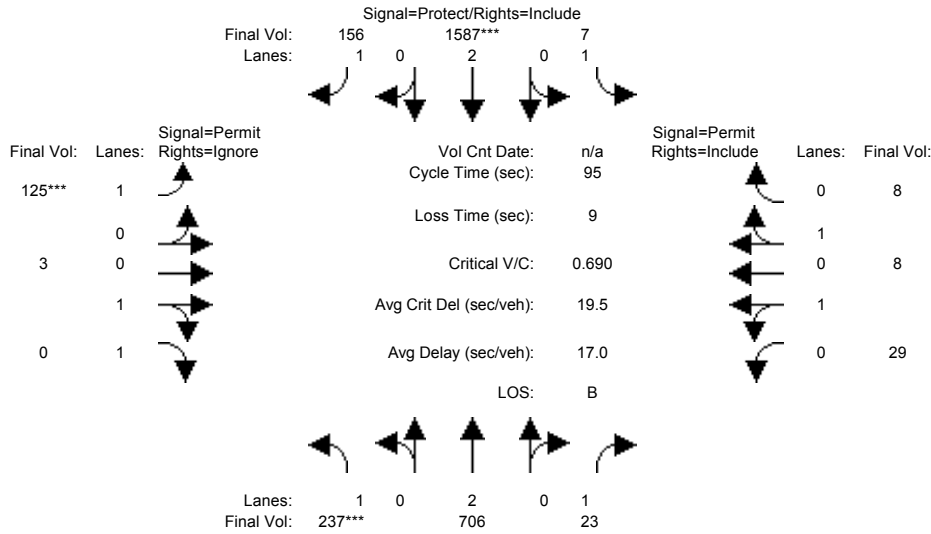 Signal=Protect/Rights=Include
Final Vol: 156 1587*** 7
Lanes: 1 0 2 0 1
Signal=Permit Signal=Permit
Final Vol: Lanes: Rights=Ignore Vol Cnt Date: n/a Rights=Include Lanes: Final Vol:
Cycle Time (sec): 95
125*** 1 0 8
Loss Time (sec): 9
0 1
3 0 Critical V/C: 0.690 0 8
1 Avg Crit Del (sec/veh): 19.5 1
0 1 Avg Delay (sec/veh): 17.0 0 29
LOS: B
Lanes: 1 0 2 0 1
Final Vol: 237*** 706 23